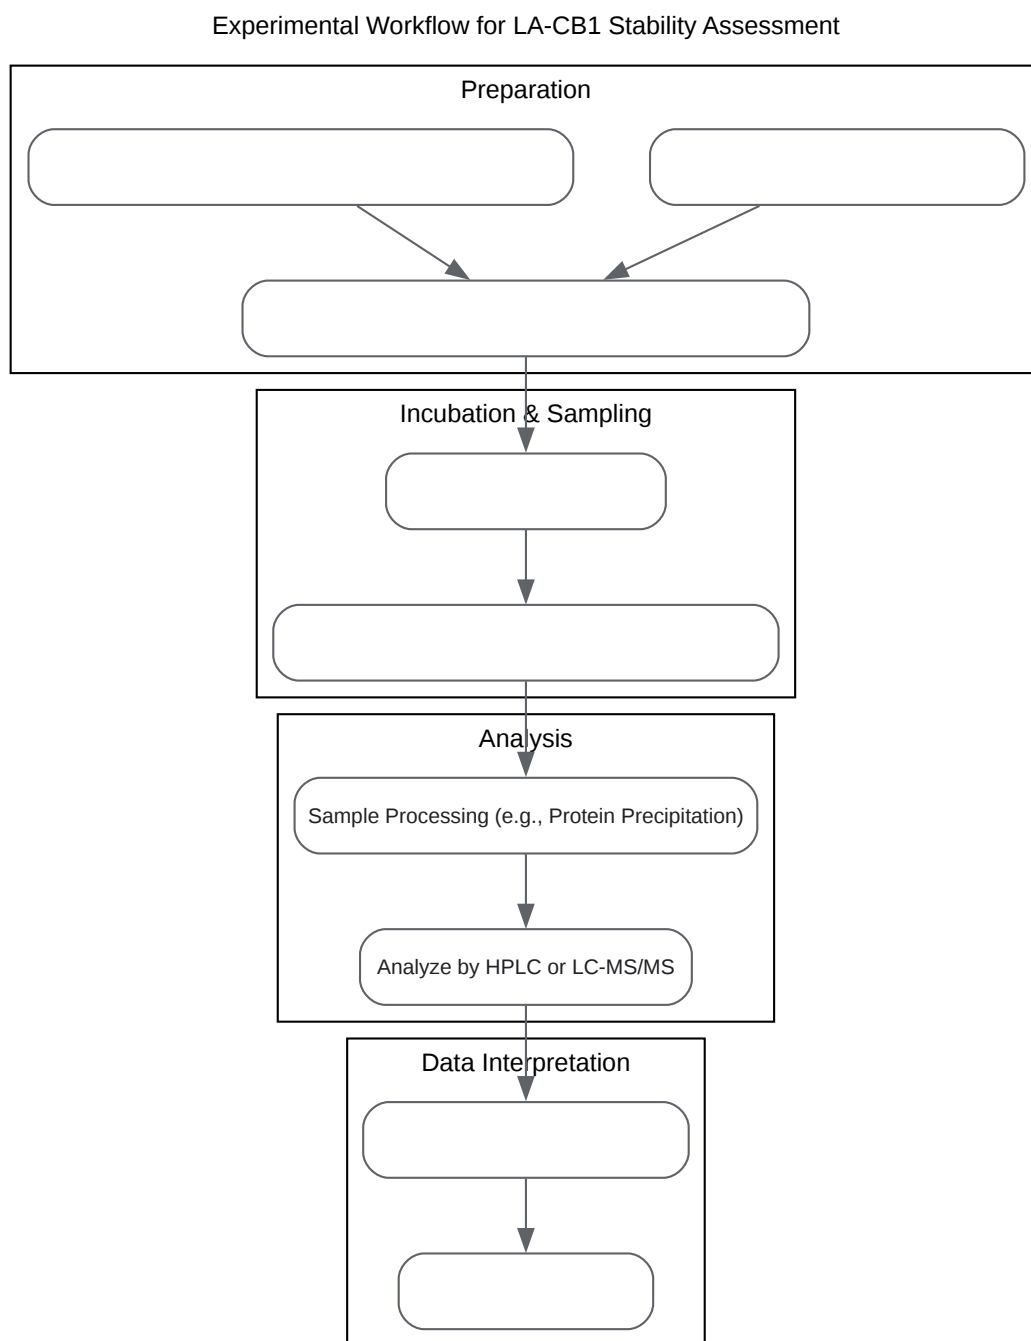 Experimental Workflow for LA-CB1 Stability Assessment
Preparation
Incubation & Sampling
Analysis
Sample Processing (e.g., Protein Precipitation)
Analyze by HPLC or LC-MS/MS
Data Interpretation